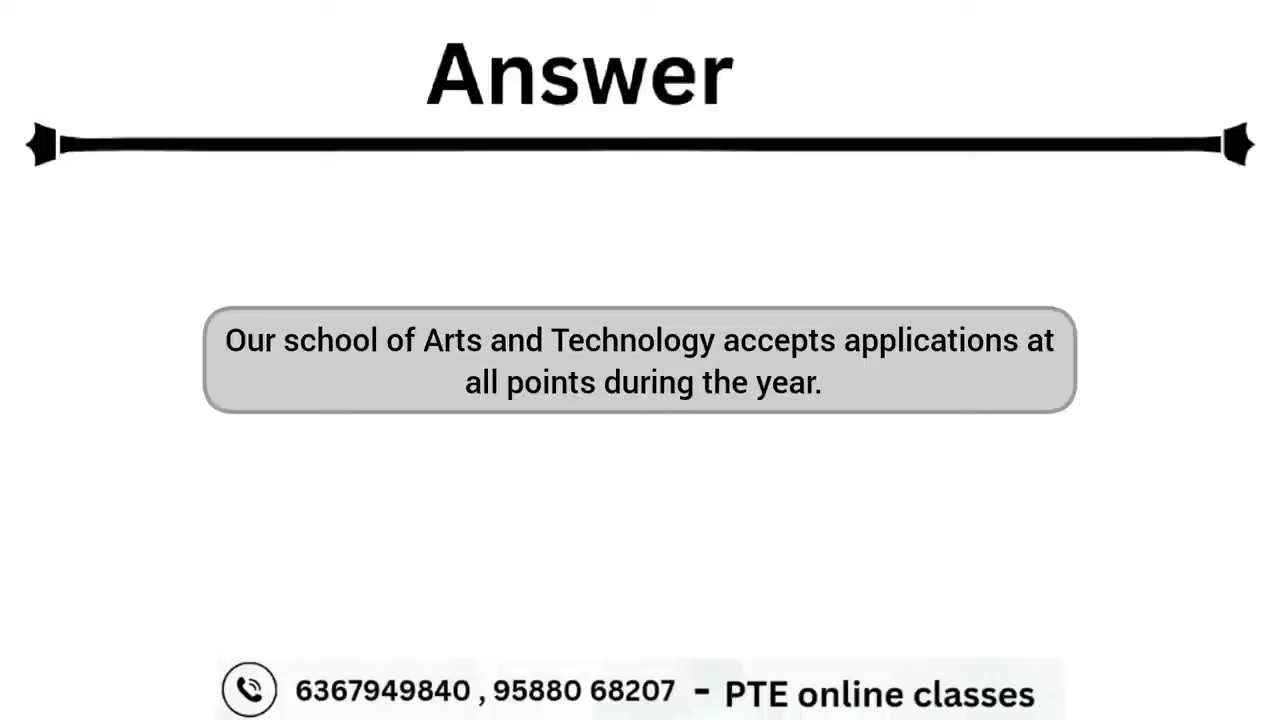 Answer
Our school of Arts and Technology accepts applications at
all points during the year.
6367949840 , 95880 68207 - PTE online classes